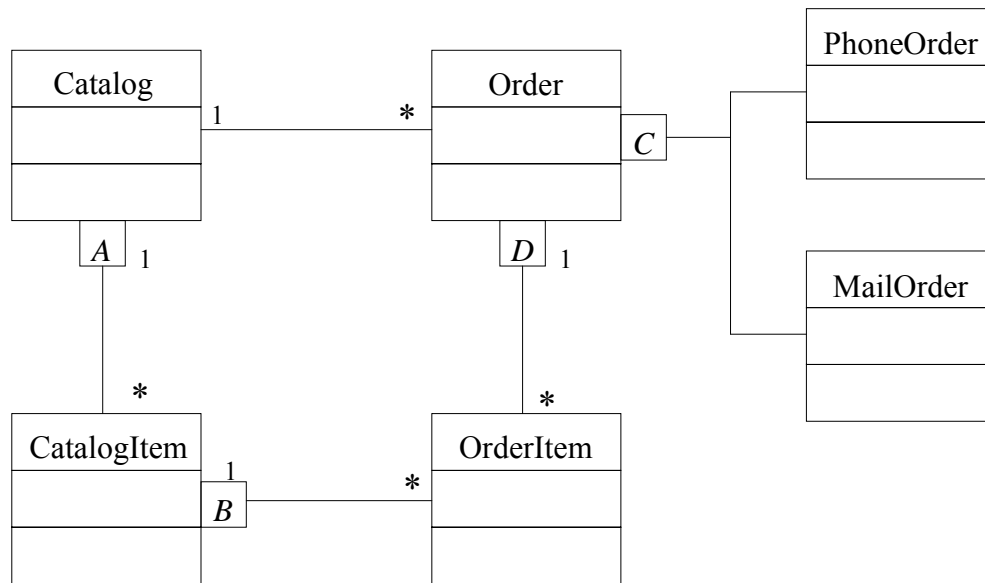 PhoneOrder
Catalog
Order
1
*
C
A
1
D
1
MailOrder
*
*
CatalogItem
OrderItem
1
*
B